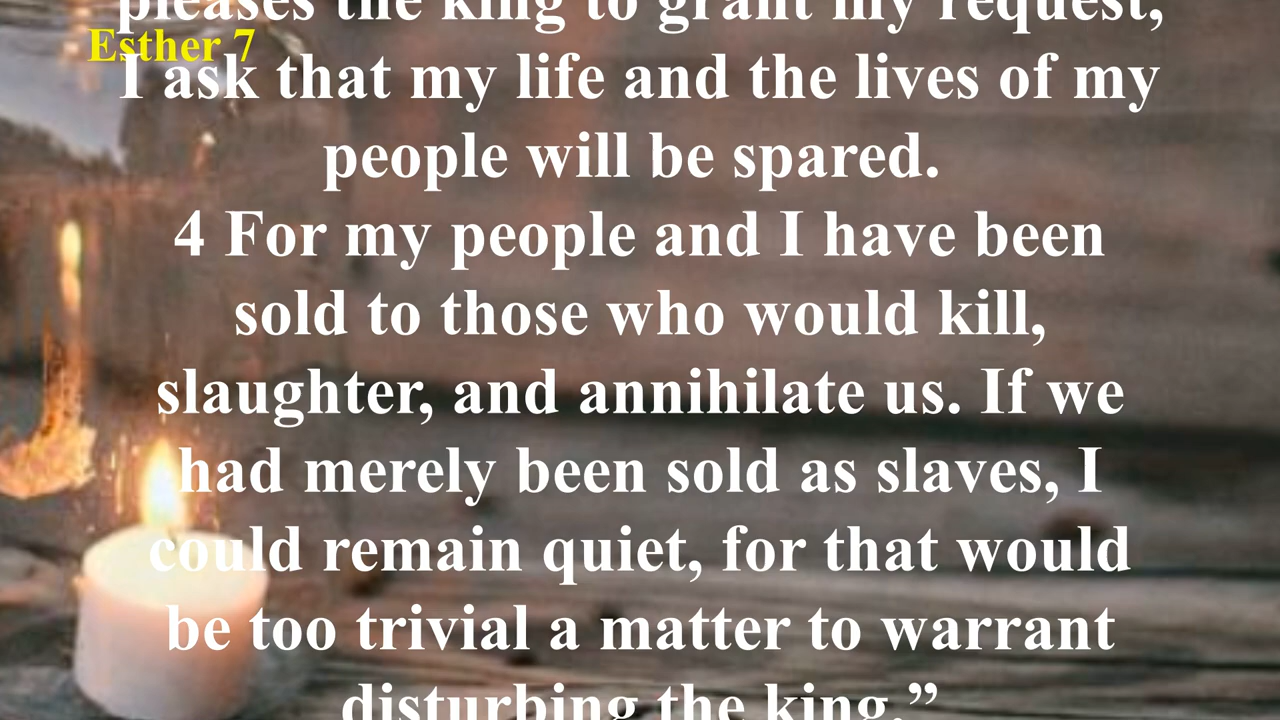 pleases the king to grant my request,
Esther 7
I ask that my life and the lives of my
people will be spared.
4 For my people and I have been
sold to those who would kill,
slaughter, and annihilate us. If we
had merely been sold as slaves, I
could remain quiet, for that would
be too trivial a matter to warrant
disturbing the king.”